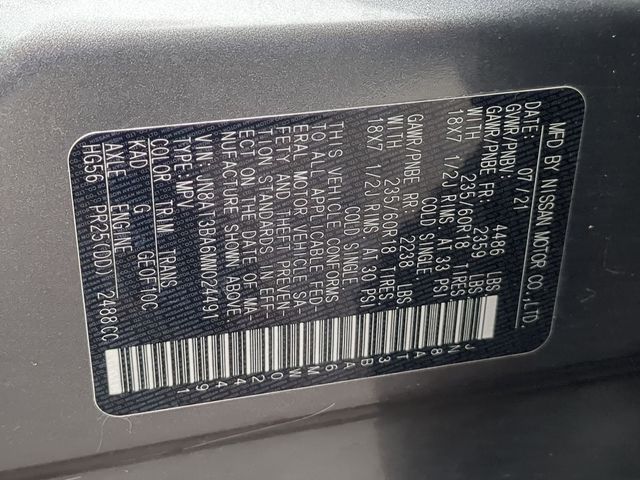 MFD BY NISSAN MOTOR CO.,LTD.
DATE: 07/21
GVWR/PNBV: 4486 LBS
GAWR/PNBE FR: 2359 LBS
WITH 235/60R18 TIRES
18X7 1/2J RIMS, AT 33 PSI
COLD SINGLE
GAWR/PNBE RR: 2238 LBS
WITH 235/60R18 TIRES
18X7 1/2J RIMS AT 30 PSI
COLD SINGLE
THIS VEHICLE CONFORMS
TO ALL APPLICABLE FED-
ERAL MOTOR VEHICLE SA-
FETY AND THEFT PREVEN-
TION STANDARDS IN EFF-
ECT ON THE DATE OF MA-
NUFACTURE SHOWN ABOVE
VIN: JN8AT3BA6MW024491
TYPE: MPV
COLOR TRIM TRANS
KAD G GEOF10C
AXLE ENGINE
HG56 PR25(DD) 2488CC
JN8AT3BA6MW024491